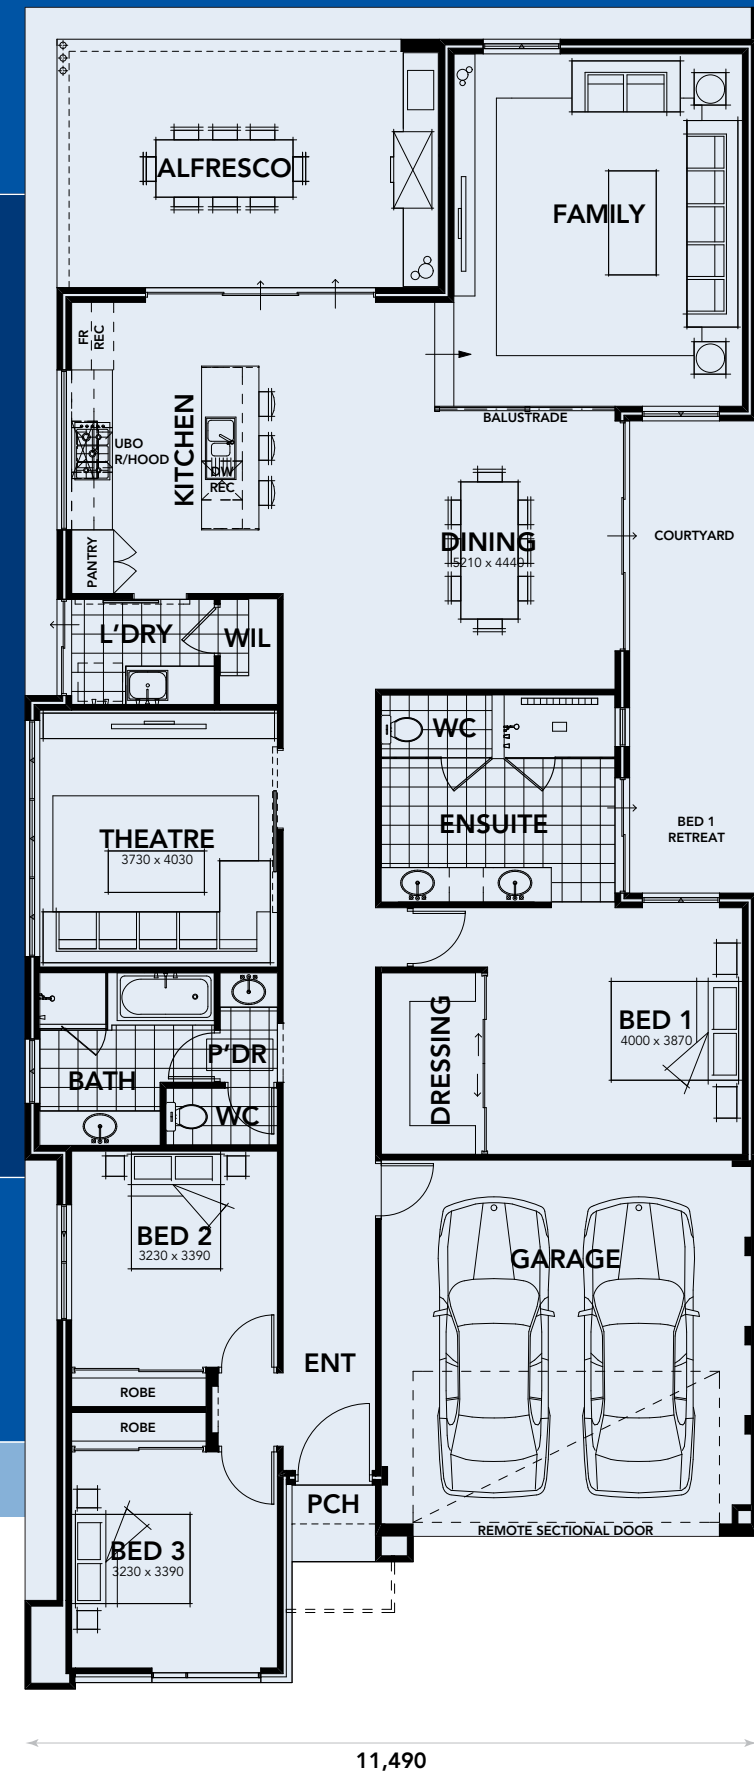 ALFRESCO
FAMILY
FR
REC
KITCHEN
UBO
R/HOOD
DW
REC
PANTRY
BALUSTRADE
DINING
5210 x 4440
COURTYARD
L'DRY
WIL
WC
ENSUITE
BED 1
RETREAT
THEATRE
3730 x 4030
DRESSING
BED 1
4000 x 3870
P'DR
BATH
WC
BED 2
3230 x 3390
GARAGE
ENT
ROBE
ROBE
PCH
REMOTE SECTIONAL DOOR
BED 3
3230 x 3390
11,490